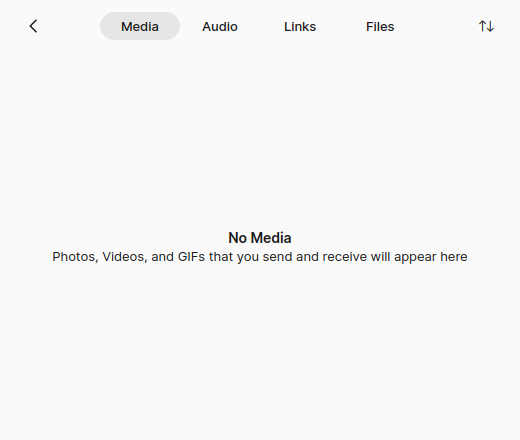 Media Audio Links Files
No Media
Photos, Videos, and GIFs that you send and receive will appear here